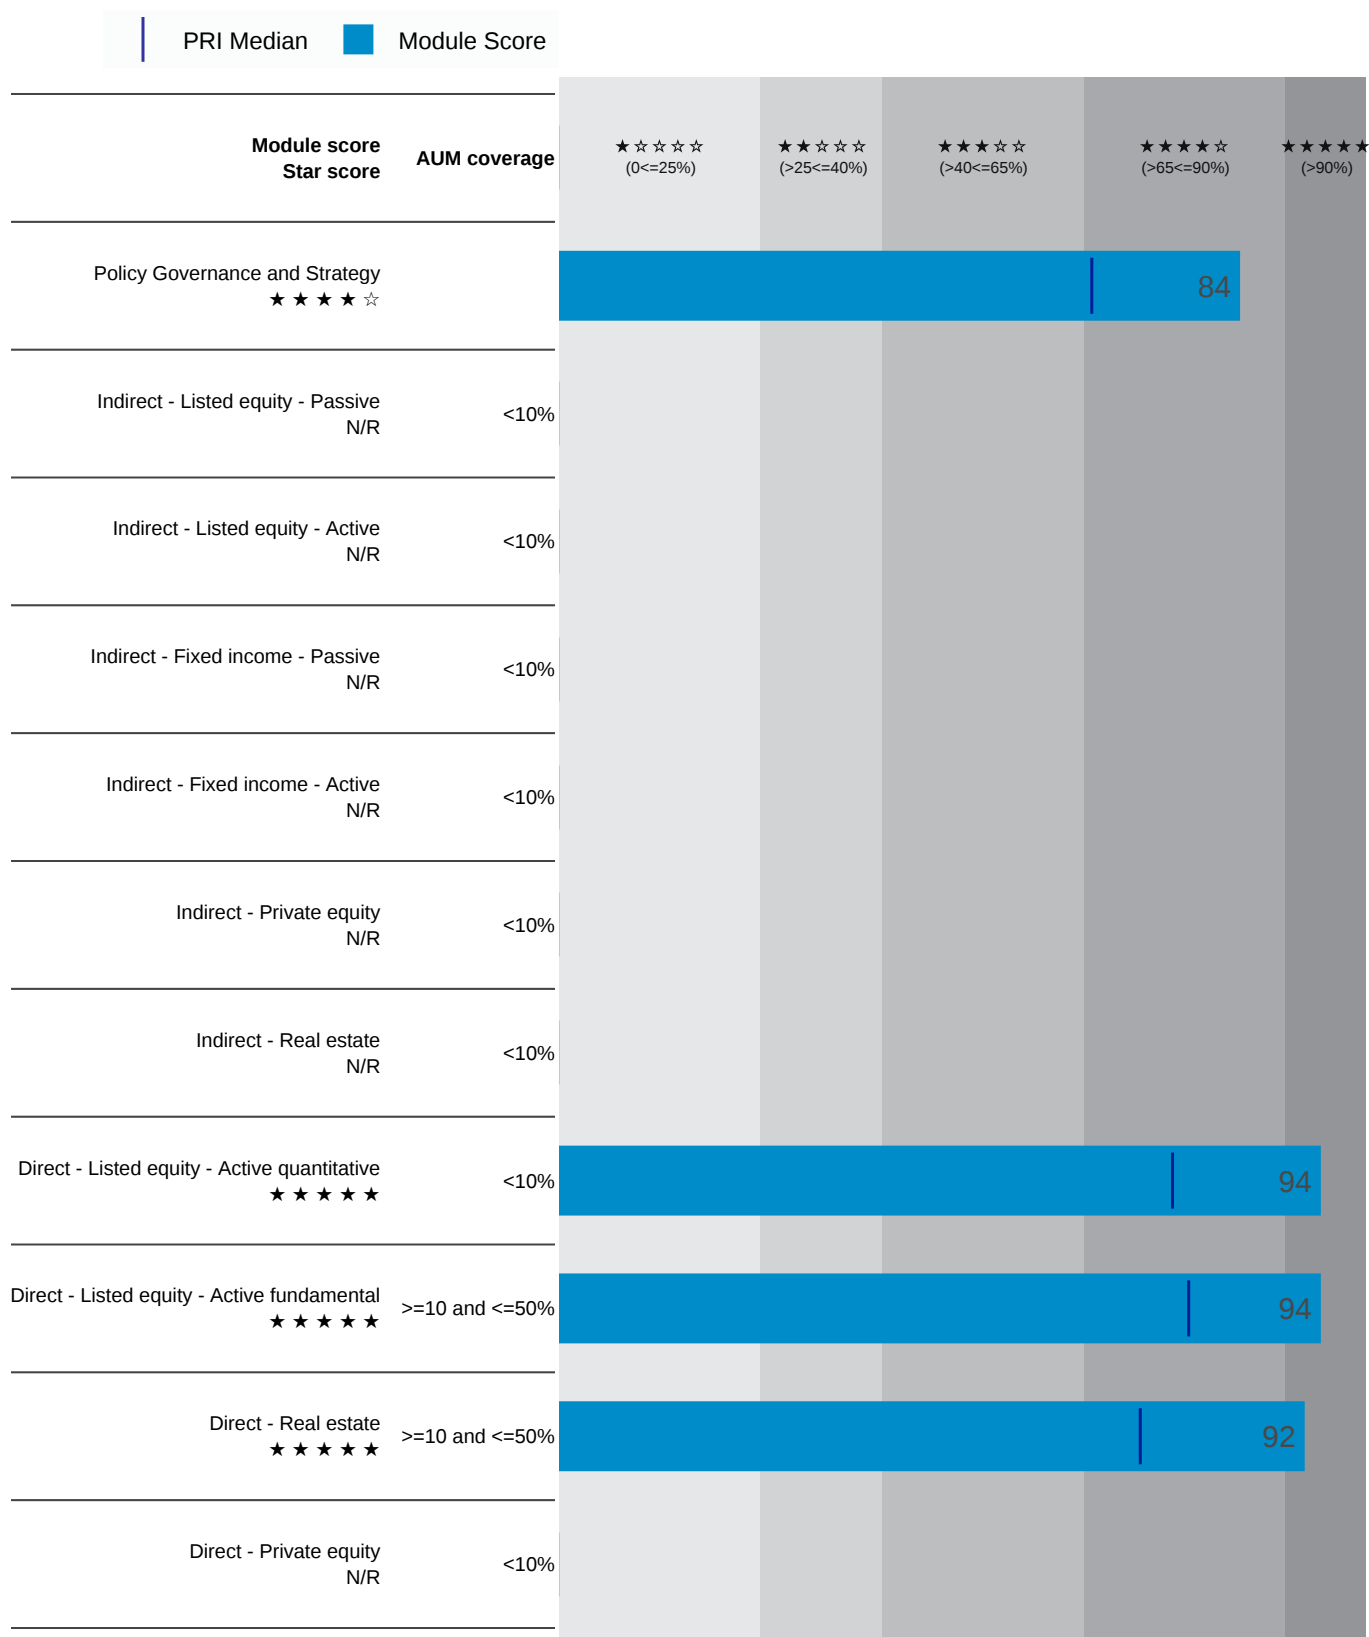 PRI Median Module Score
Module score
Star score
AUM coverage
★☆☆☆☆
(0<=25%)
★★☆☆☆
(>25<=40%)
★★★☆☆
(>40<=65%)
★★★★☆
(>65<=90%)
★★★★★
(>90%)
Policy Governance and Strategy
★★★★☆
84
Indirect - Listed equity - Passive
N/R
<10%
Indirect - Listed equity - Active
N/R
<10%
Indirect - Fixed income - Passive
N/R
<10%
Indirect - Fixed income - Active
N/R
<10%
Indirect - Private equity
N/R
<10%
Indirect - Real estate
N/R
<10%
Direct - Listed equity - Active quantitative
★★★★★
<10%
94
Direct - Listed equity - Active fundamental
★★★★★
>=10 and <=50%
94
Direct - Real estate
★★★★★
>=10 and <=50%
92
Direct - Private equity
N/R
<10%